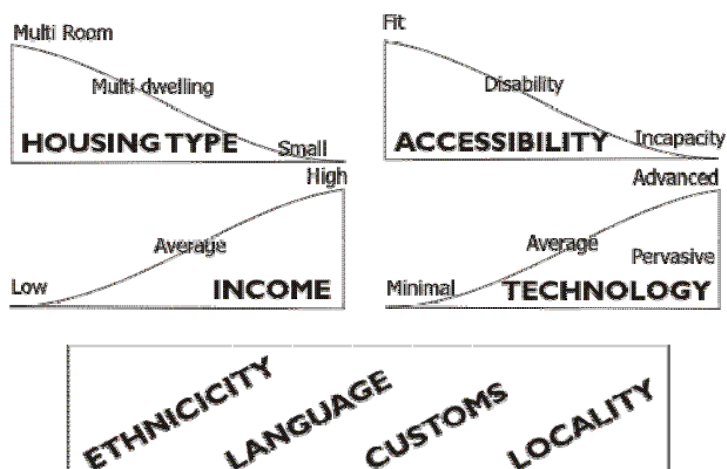 Multi Room
Multi dwelling
Small
HOUSING TYPE
Fit
Disability
Incapacity
ACCESSIBILITY
High
Average
Low
INCOME
Advanced
Average
Pervasive
Minimal
TECHNOLOGY
ETHNICICITY
LANGUAGE
CUSTOMS
LOCALITY